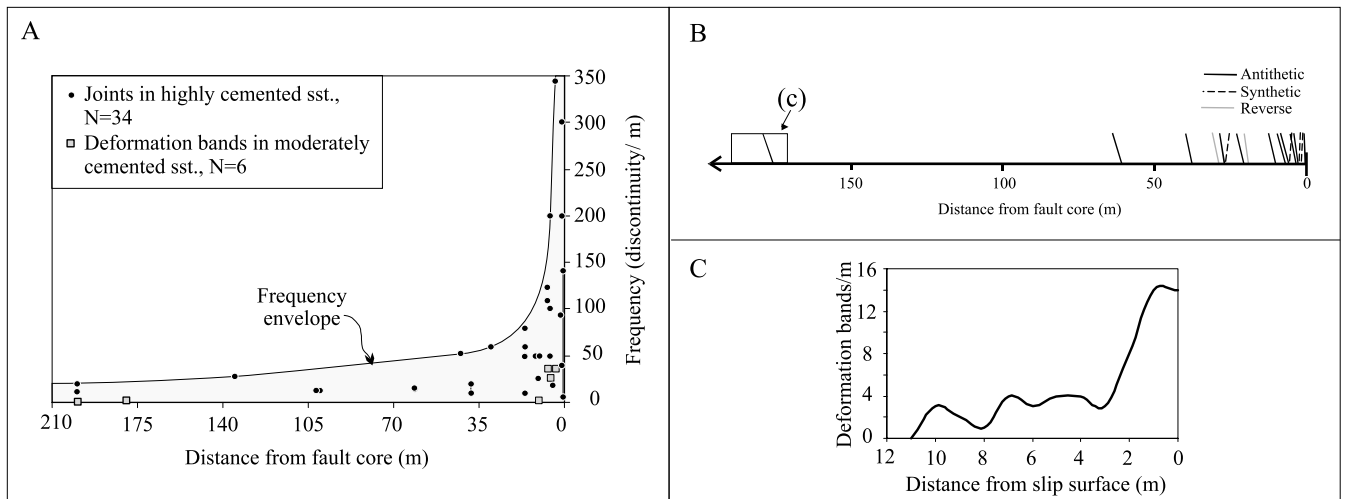 A
Joints in highly cemented sst.,
N=34
Deformation bands in moderately
cemented sst., N=6
Frequency
envelope
350
300
250
200
150
100
50
0
Frequency (discontinuity/ m)
210 175 140 105 70 35 0
Distance from fault core (m)
B
Antithetic
Synthetic
Reverse
(c)
150 100 50 0
Distance from fault core (m)
C
Deformation bands/m
16
12
8
4
0
12 10 8 6 4 2 0
Distance from slip surface (m)